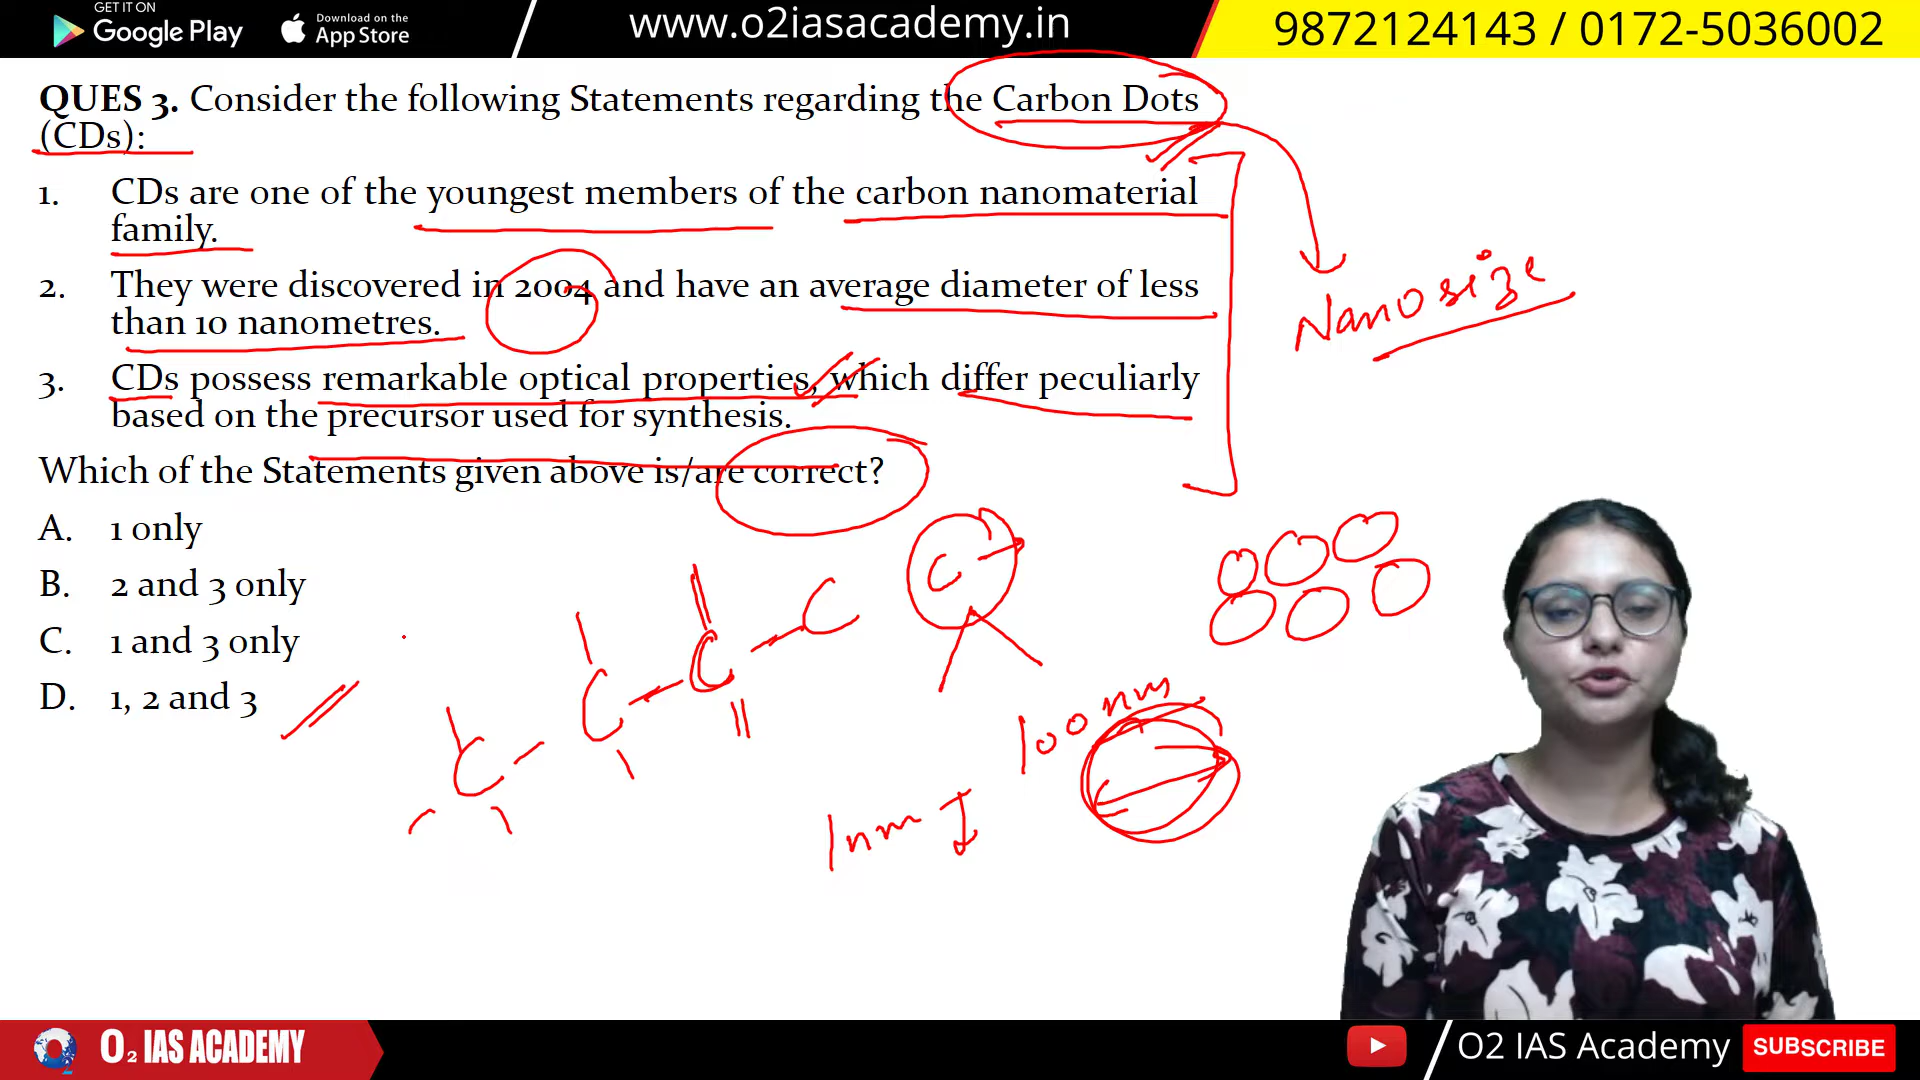 GET IT ON
Google Play
Download on the
App Store
www.o2iasacademy.in
9872124143 / 0172-5036002
QUES 3. Consider the following Statements regarding the Carbon Dots
(CDs):
1. CDs are one of the youngest members of the carbon nanomaterial
family.
2. They were discovered in 2004 and have an average diameter of less
than 10 nanometres.
3. CDs possess remarkable optical properties, which differ peculiarly
based on the precursor used for synthesis.
Which of the Statements given above is/are correct?
A. 1 only
B. 2 and 3 only
C. 1 and 3 only
D. 1, 2 and 3
Nanosize
C
C - C - C - C
100 nm
1nm
O2 IAS ACADEMY
O2 IAS Academy
SUBSCRIBE